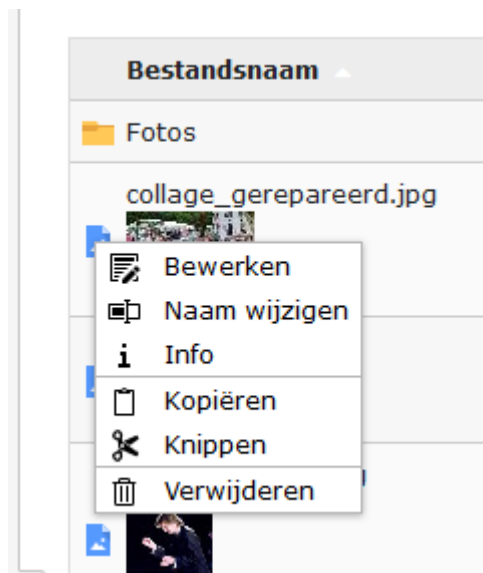 Bestandsnaam
Fotos
collage_gerepareerd.jpg
Bewerken
Naam wijzigen
Info
Kopiëren
Knippen
Verwijderen